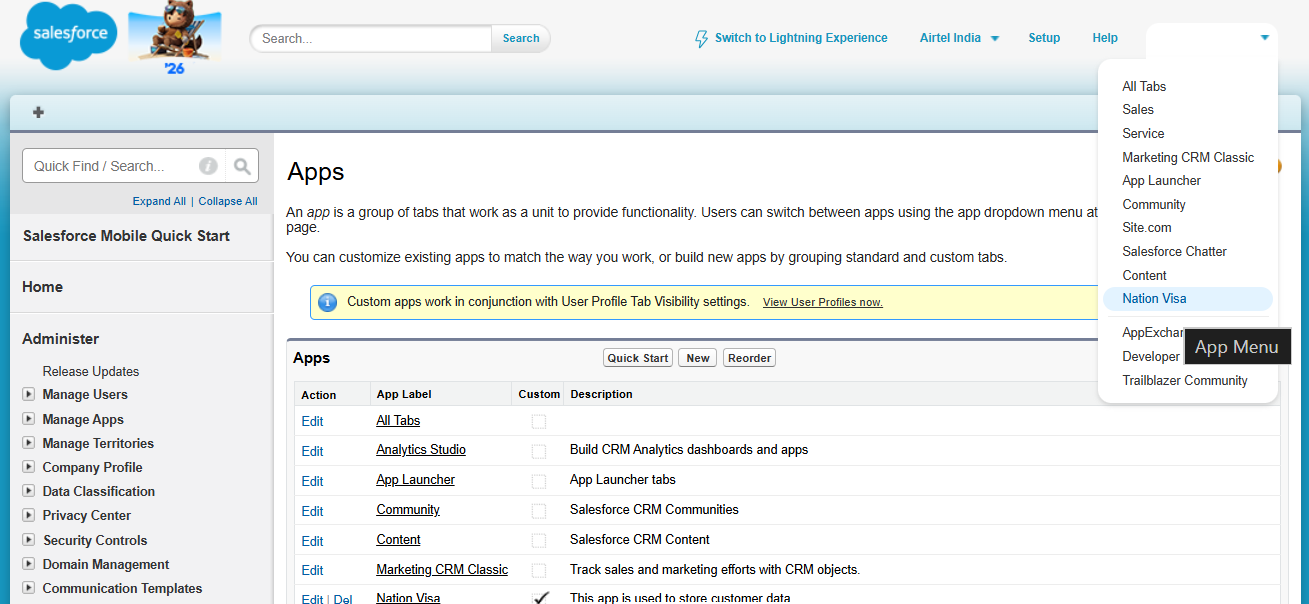 salesforce
'26
Search...
Search
Switch to Lightning Experience
Airtel India
Setup
Help
All Tabs
Sales
Service
Marketing CRM Classic
App Launcher
Community
Site.com
Salesforce Chatter
Content
Nation Visa
AppExchan
Developer
Trailblazer Community
App Menu
Quick Find / Search...
Expand All | Collapse All
Salesforce Mobile Quick Start
Home
Administer
Release Updates
Manage Users
Manage Apps
Manage Territories
Company Profile
Data Classification
Privacy Center
Security Controls
Domain Management
Communication Templates
Apps
An app is a group of tabs that work as a unit to provide functionality. Users can switch between apps using the app dropdown menu at
page.
You can customize existing apps to match the way you work, or build new apps by grouping standard and custom tabs.
Custom apps work in conjunction with User Profile Tab Visibility settings. View User Profiles now.
Apps Quick Start New Reorder
Action App Label Custom Description
Edit All Tabs
Edit Analytics Studio Build CRM Analytics dashboards and apps
Edit App Launcher App Launcher tabs
Edit Community Salesforce CRM Communities
Edit Content Salesforce CRM Content
Edit Marketing CRM Classic Track sales and marketing efforts with CRM objects.
Edit | Del Nation Visa This app is used to store customer data